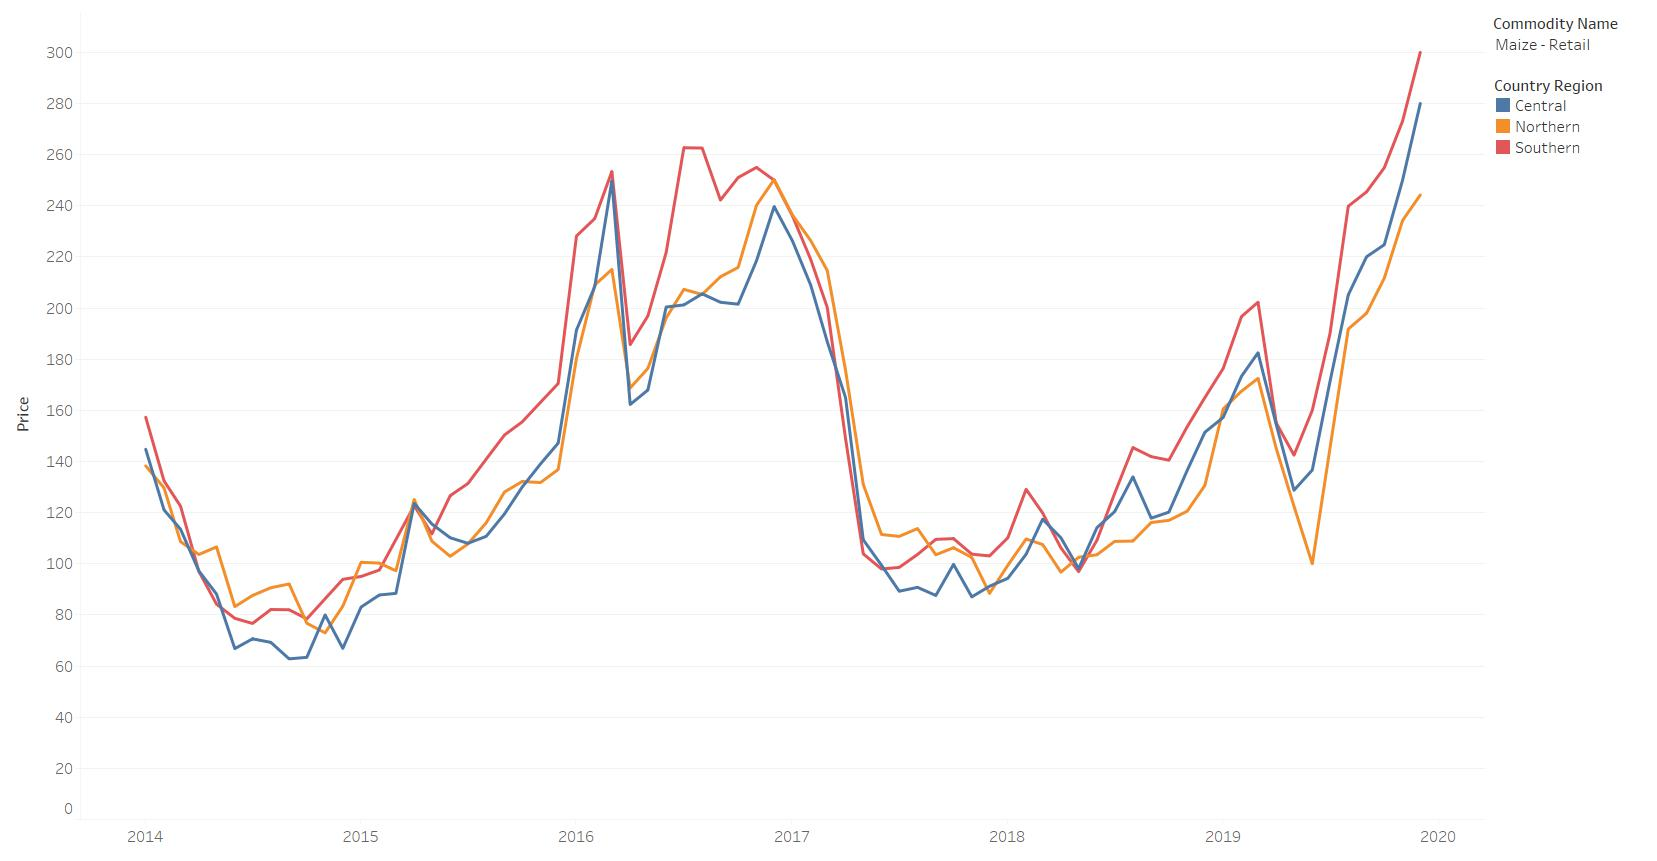 Commodity Name
Maize - Retail
Country Region
Central
Northern
Southern
Price
300
280
260
240
220
200
180
160
140
120
100
80
60
40
20
0
2014 2015 2016 2017 2018 2019 2020